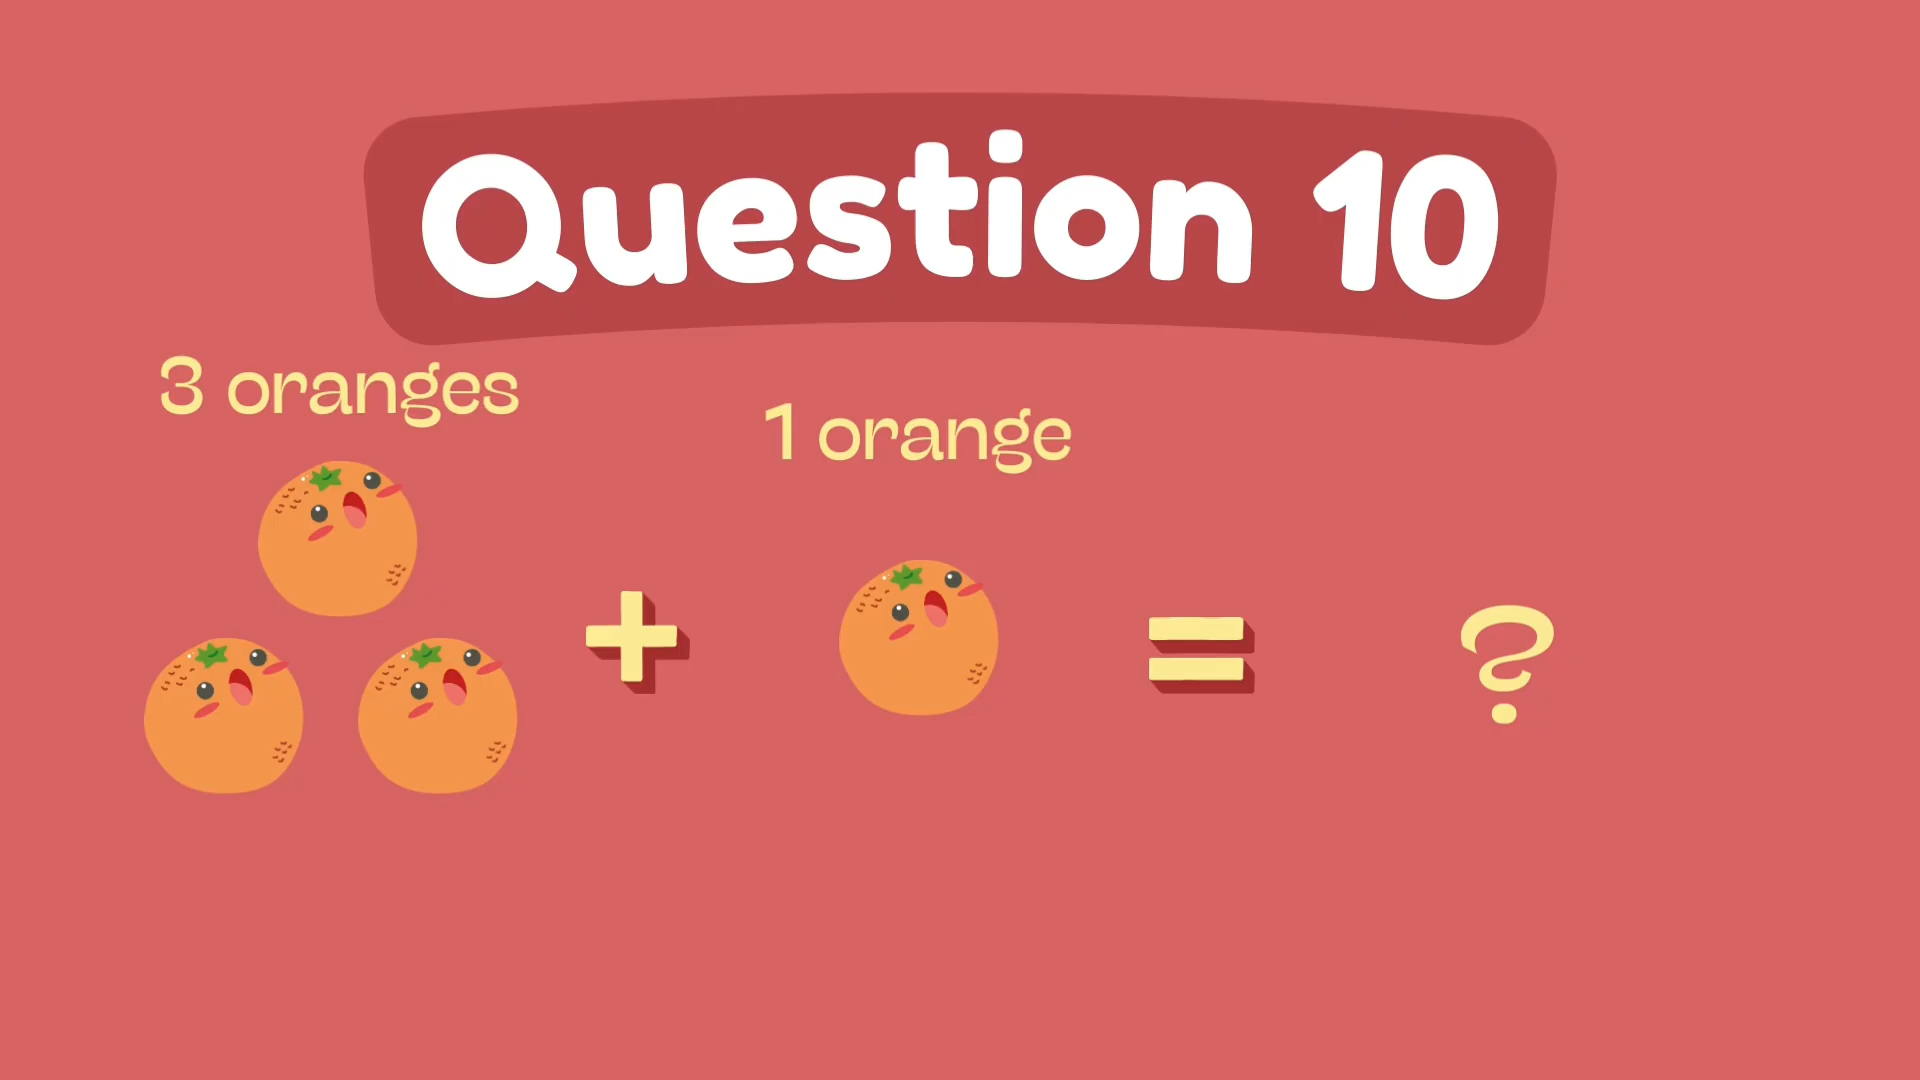 Question 10
3 oranges
1 orange
+ = ?